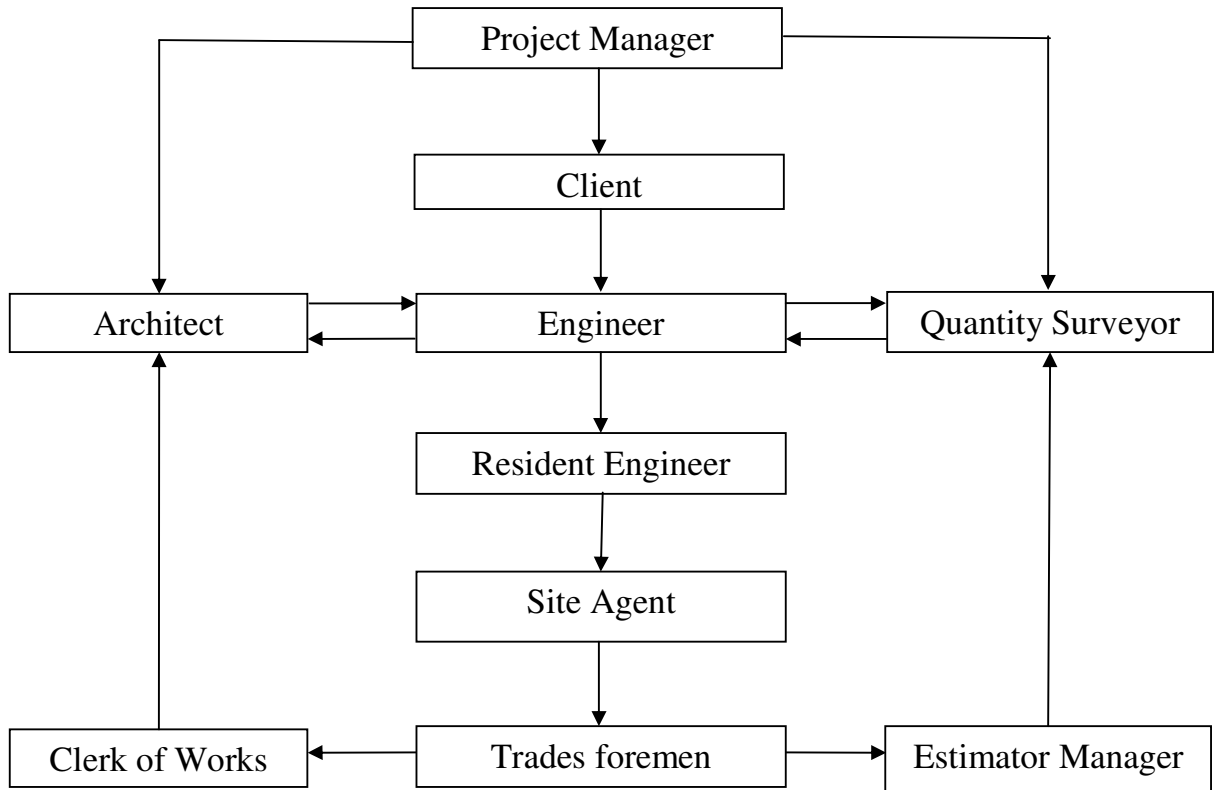 Project Manager
Client
Architect
Engineer
Quantity Surveyor
Resident Engineer
Site Agent
Clerk of Works
Trades foremen
Estimator Manager